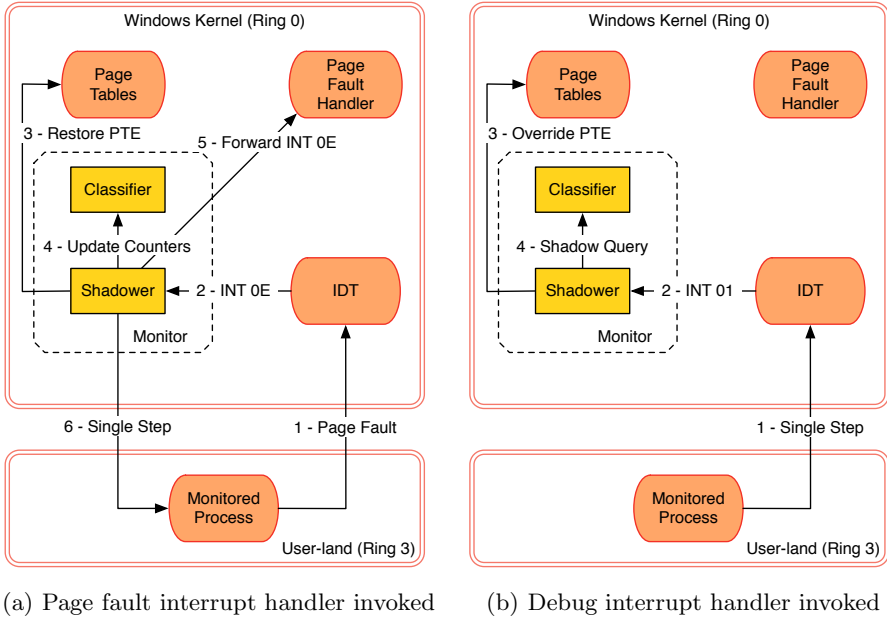 Windows Kernel (Ring 0)
Page
Tables
Page
Fault
Handler
3 - Restore PTE
5 - Forward INT 0E
Classifier
4 - Update Counters
Shadower
2 - INT 0E
IDT
Monitor
6 - Single Step
1 - Page Fault
Monitored
Process
User-land (Ring 3)
(a) Page fault interrupt handler invoked
Windows Kernel (Ring 0)
Page
Tables
Page
Fault
Handler
3 - Override PTE
Classifier
4 - Shadow Query
Shadower
2 - INT 01
IDT
Monitor
1 - Single Step
Monitored
Process
User-land (Ring 3)
(b) Debug interrupt handler invoked